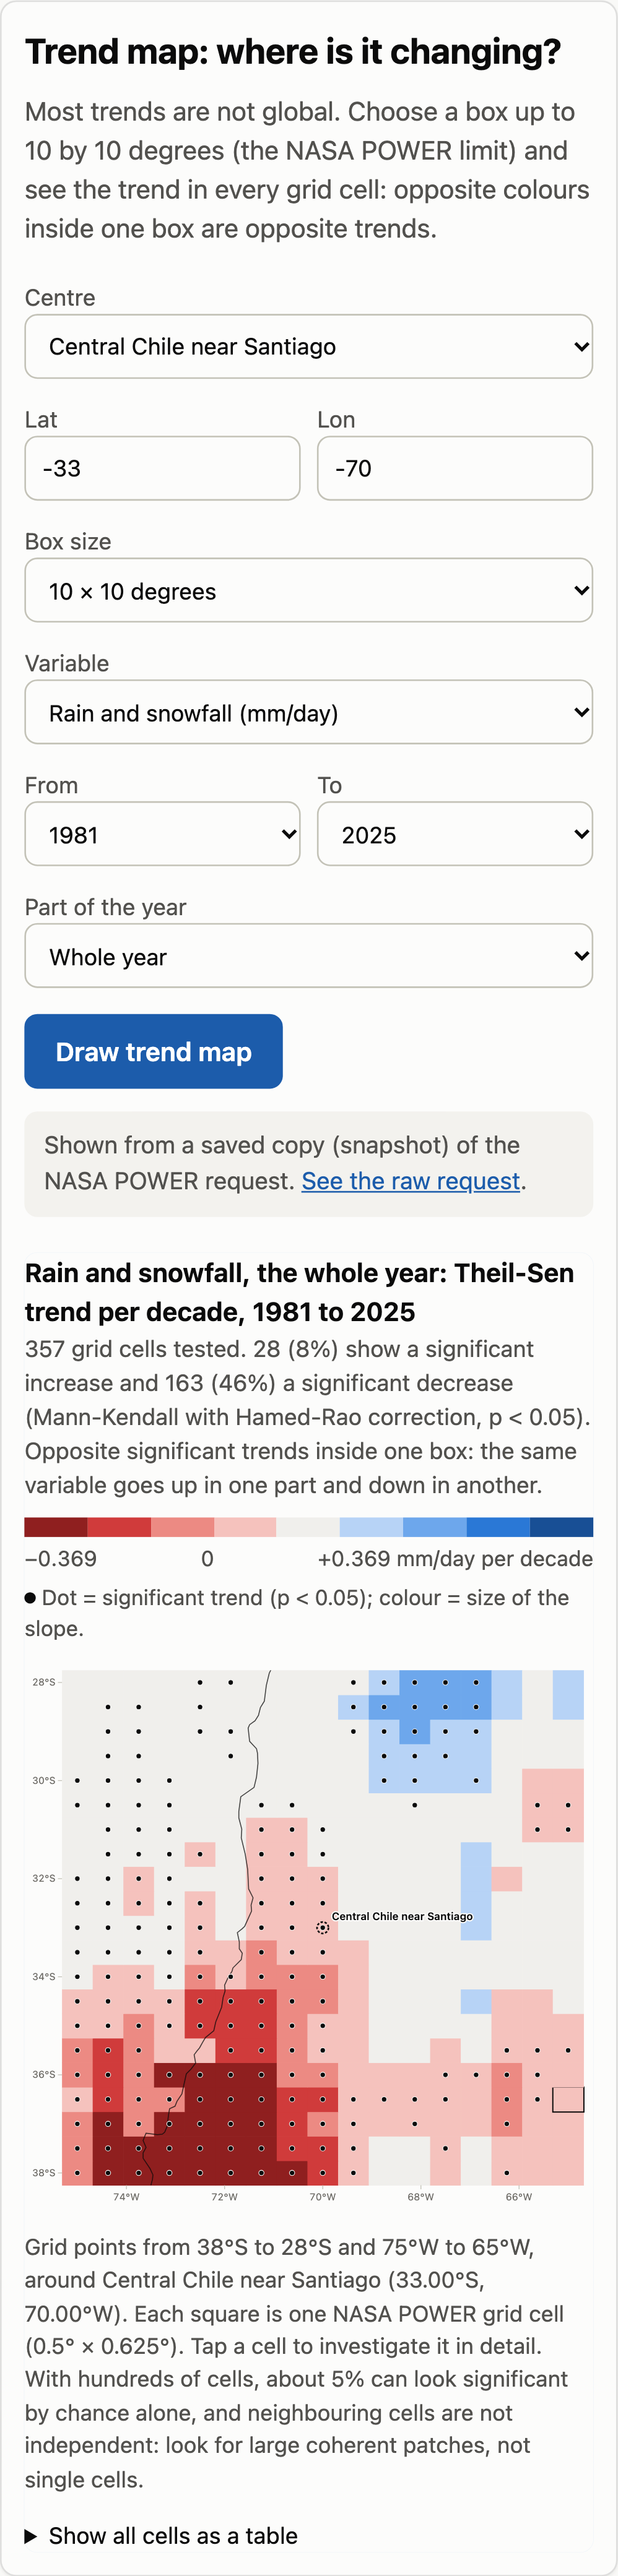 Trend map: where is it changing?
Most trends are not global. Choose a box up to
10 by 10 degrees (the NASA POWER limit) and
see the trend in every grid cell: opposite colours
inside one box are opposite trends.
Centre
Central Chile near Santiago
Lat
Lon
-33
-70
Box size
10 × 10 degrees
Variable
Rain and snowfall (mm/day)
From
To
1981
2025
Part of the year
Whole year
Draw trend map
Shown from a saved copy (snapshot) of the
NASA POWER request. See the raw request.
Rain and snowfall, the whole year: Theil-Sen
trend per decade, 1981 to 2025
357 grid cells tested. 28 (8%) show a significant
increase and 163 (46%) a significant decrease
(Mann-Kendall with Hamed-Rao correction, p < 0.05).
Opposite significant trends inside one box: the same
variable goes up in one part and down in another.
−0.369 0 +0.369 mm/day per decade
Dot = significant trend (p < 0.05); colour = size of the
slope.
28°S
30°S
32°S
Central Chile near Santiago
34°S
36°S
38°S
74°W 72°W 70°W 68°W 66°W
Grid points from 38°S to 28°S and 75°W to 65°W,
around Central Chile near Santiago (33.00°S,
70.00°W). Each square is one NASA POWER grid cell
(0.5° × 0.625°). Tap a cell to investigate it in detail.
With hundreds of cells, about 5% can look significant
by chance alone, and neighbouring cells are not
independent: look for large coherent patches, not
single cells.
Show all cells as a table